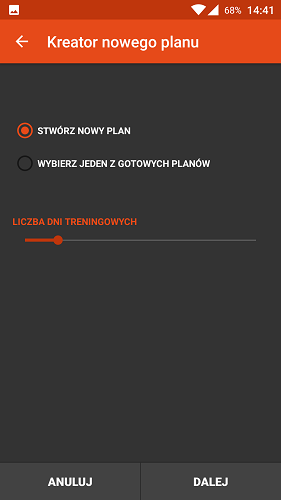 68% 14:41
Kreator nowego planu
STWÓRZ NOWY PLAN
WYBIERZ JEDEN Z GOTOWYCH PLANÓW
LICZBA DNI TRENINGOWYCH
ANULUJ DALEJ